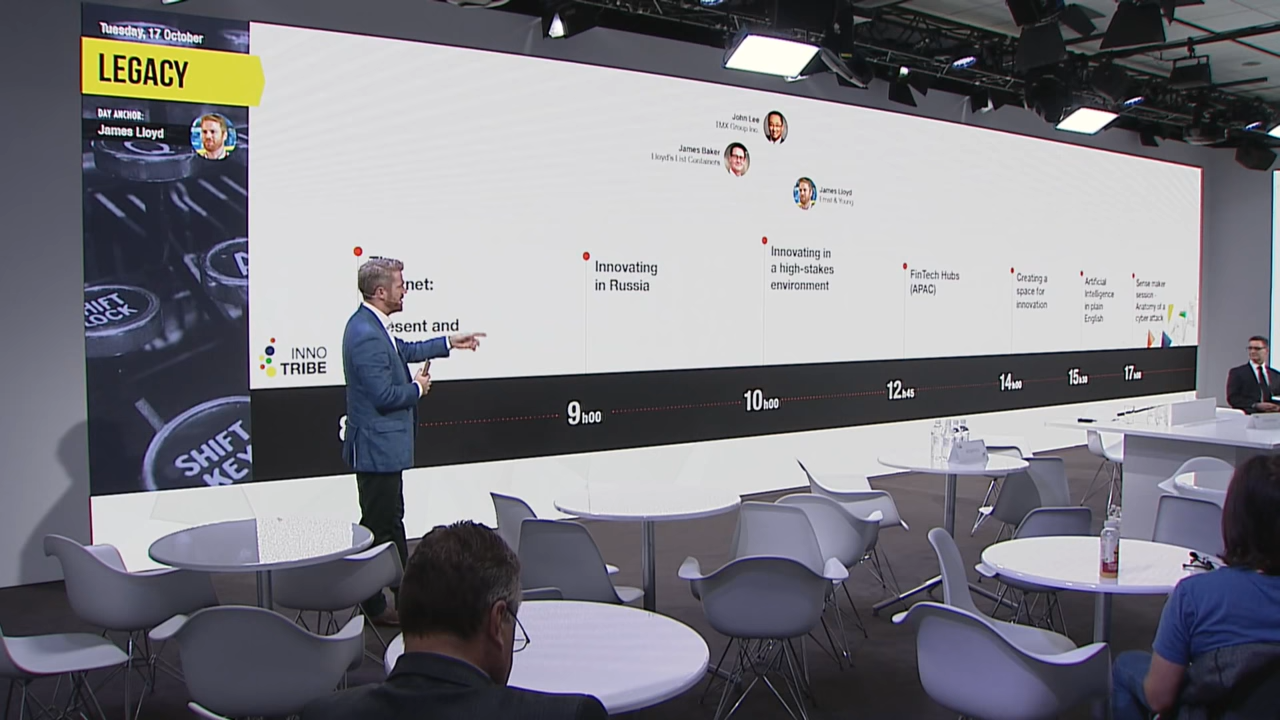 Tuesday, 17 October
LEGACY
DAY ANCHOR:
James Lloyd
John Lee
TMX Group Inc.
James Baker
Lloyd's List Containers
James Lloyd
Ernst & Young
net:
esent and
Innovating
in Russia
Innovating in
a high-stakes
environment
FinTech Hubs
(APAC)
Creating a
space for
innovation
Artificial
Intelligence
in plain
English
Sense maker
session -
Anatomy of a
cyber attack
INNO
TRIBE
9h00
10h00
12h45
14h00
15h30
17h00
SHIFT
LOCK
Q
A
SHIFT
KEY